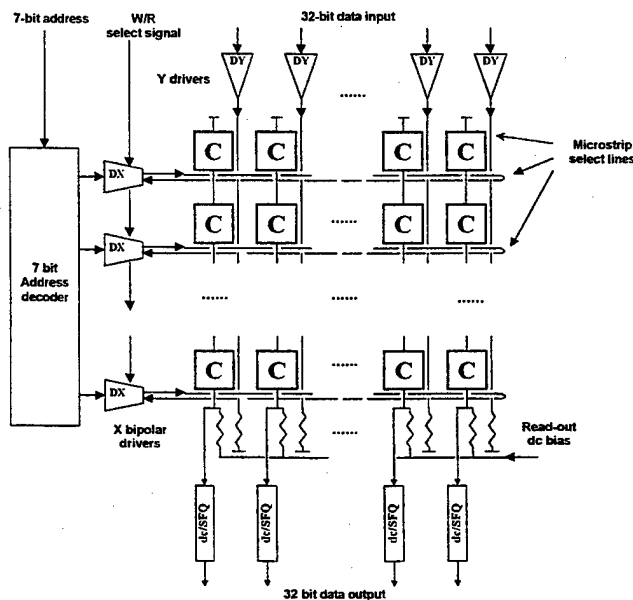 7-bit address
W/R
select signal
32-bit data input
Y drivers
DY DY DY DY
......
C C C C
Microstrip
select lines
DX
C C ...... C C
DX
7 bit
Address
decoder
...... ...... ......
C C ...... C C
DX
X bipolar
drivers
......
Read-out
dc bias
dc/SFQ dc/SFQ dc/SFQ dc/SFQ
32 bit data output